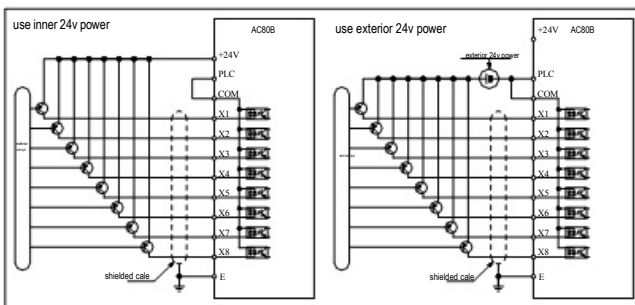 use inner 24v power
AC80B
+24V
PLC
COM
X1
X2
X3
X4
X5
X6
X7
X8
E
shielded cale
use exterior 24v power
AC80B
+24V
exterior 24v power
PLC
COM
X1
X2
X3
X4
X5
X6
X7
X8
E
shielded cale